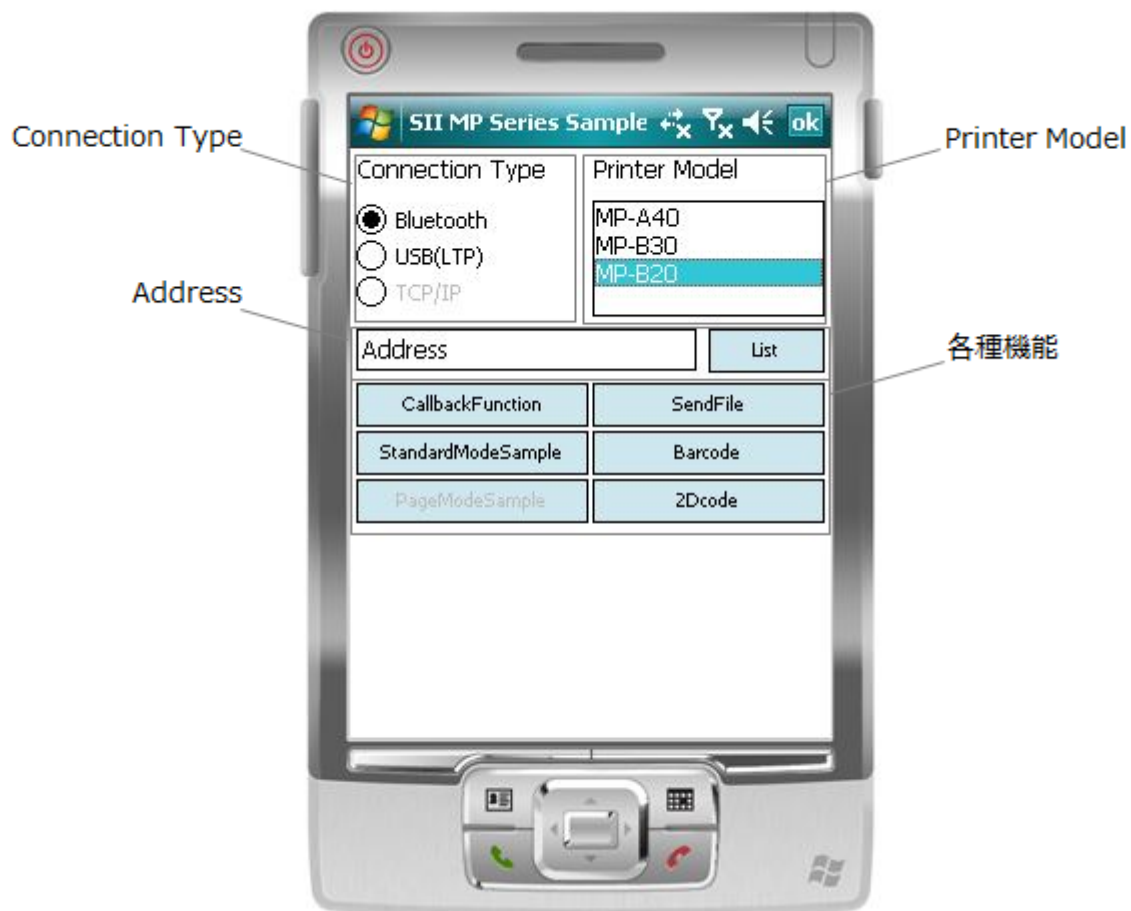 SII MP Series Sample ok
Connection Type
Printer Model
Connection Type
Printer Model
Bluetooth
MP-A40
USB(LTP)
MP-B30
TCP/IP
MP-B20
Address
Address
List
各種機能
CallbackFunction
SendFile
StandardModeSample
Barcode
PageModeSample
2Dcode